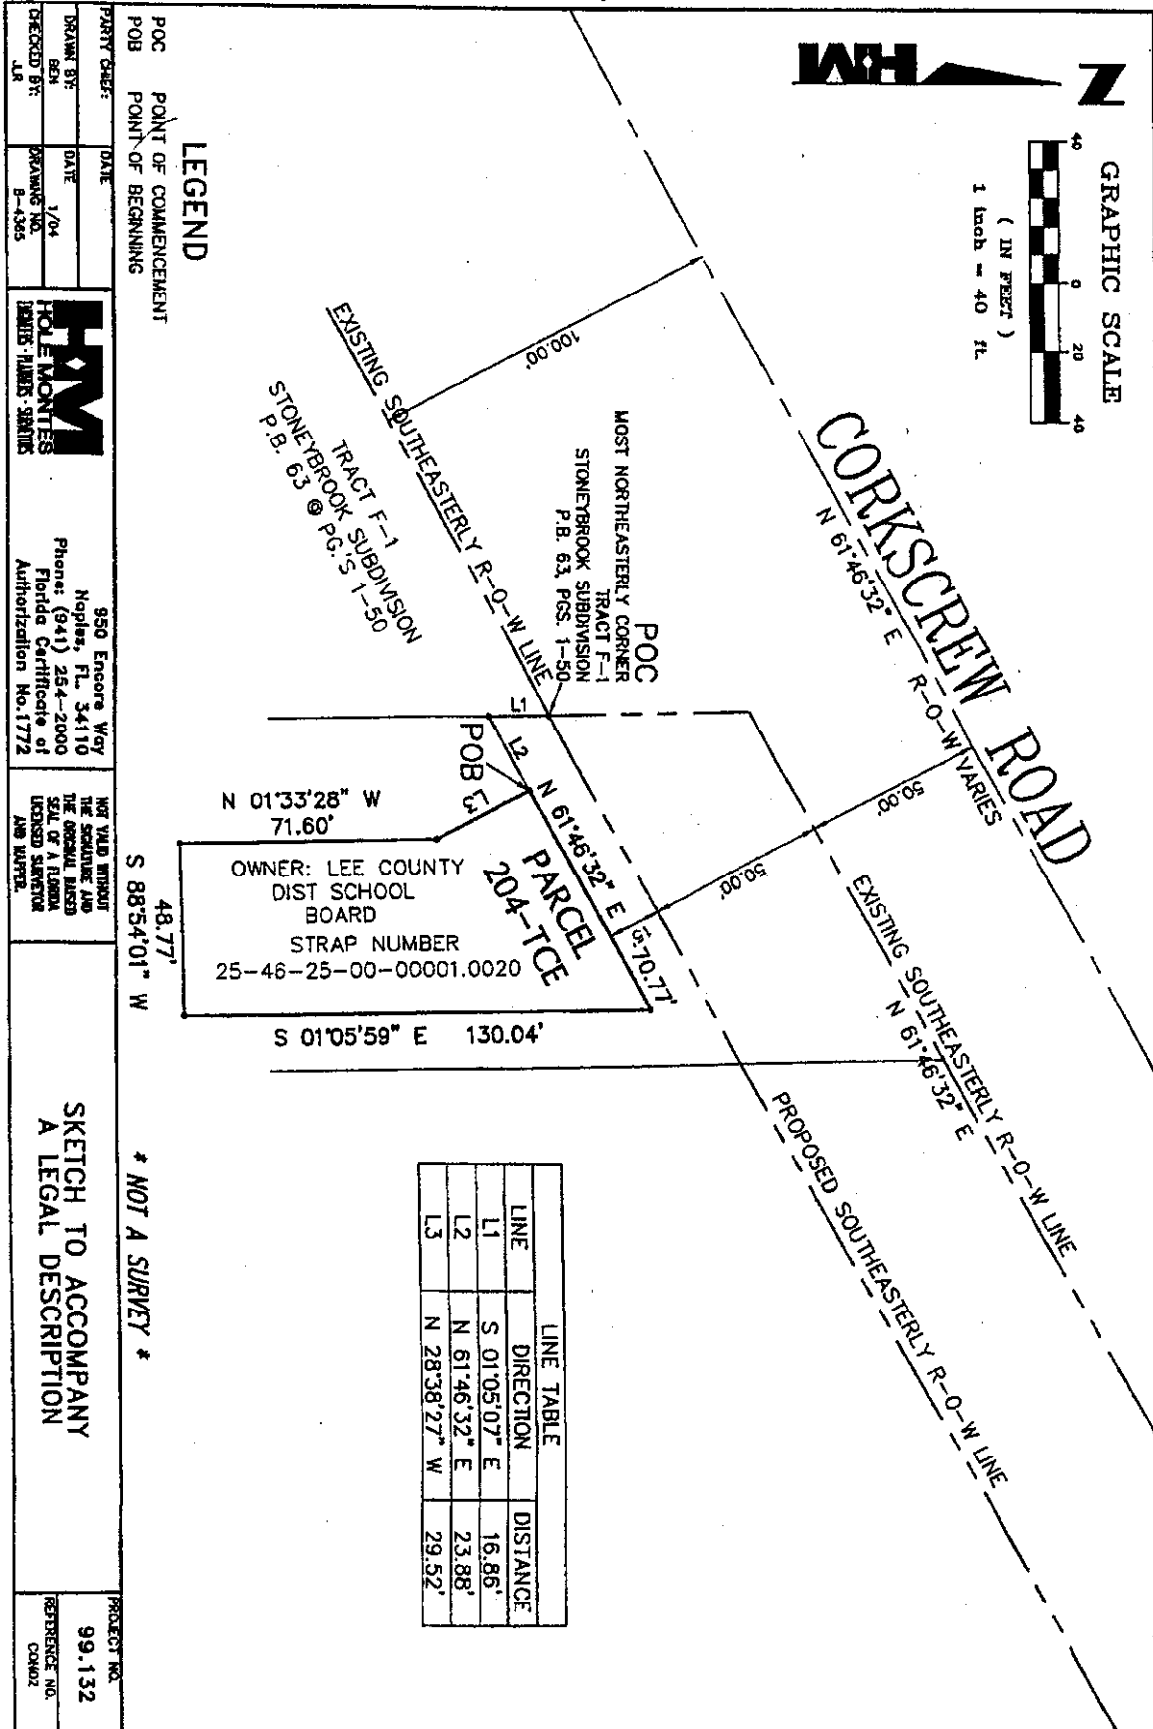 GRAPHIC SCALE
40 0 20 40
( IN FEET )
1 inch = 40 ft.
Z
HM
CORKSCREW ROAD
N 61°46'32" E R-O-W VARIES
100.00'
50.00'
50.00'
EXISTING SOUTHEASTERLY R-O-W LINE
N 61°46'32" E
PROPOSED SOUTHEASTERLY R-O-W LINE
EXISTING SOUTHEASTERLY R-O-W LINE
TRACT F-1
STONEYBROOK SUBDIVISION
P.B. 63 @ PG.'S 1-50
POC
MOST NORTHEASTERLY CORNER
TRACT F-1
STONEYBROOK SUBDIVISION
P.B. 63, PGS. 1-50
L1
L2
POB
L3
N 61°46'32" E
70.77'
PARCEL
204-TCE
N 01°33'28" W
71.60'
OWNER: LEE COUNTY
DIST SCHOOL
BOARD
STRAP NUMBER
25-46-25-00-00001.0020
S 01°05'59" E 130.04'
48.77'
S 88°54'01" W
LINE TABLE
LINE DIRECTION DISTANCE
L1 S 01°05'07" E 16.86'
L2 N 61°46'32" E 23.88'
L3 N 28°38'27" W 29.52'
LEGEND
POC POINT OF COMMENCEMENT
POB POINT OF BEGINNING
* NOT A SURVEY *
PARTY CHIEF: DATE
DRAWN BY: DATE
BEH 1/04
CHECKED BY: DRAWING NO.
JLR B-4365
HM
HOLE MONTES
ENGINEERS · PLANNERS · SURVEYORS
950 Encore Way
Naples, FL. 34110
Phone: (941) 254-2000
Florida Certificate of
Authorization No.1772
NOT VALID WITHOUT
THE SIGNATURE AND
THE ORIGINAL RAISED
SEAL OF A FLORIDA
LICENSED SURVEYOR
AND MAPPER.
SKETCH TO ACCOMPANY
A LEGAL DESCRIPTION
PROJECT NO.
99.132
REFERENCE NO.